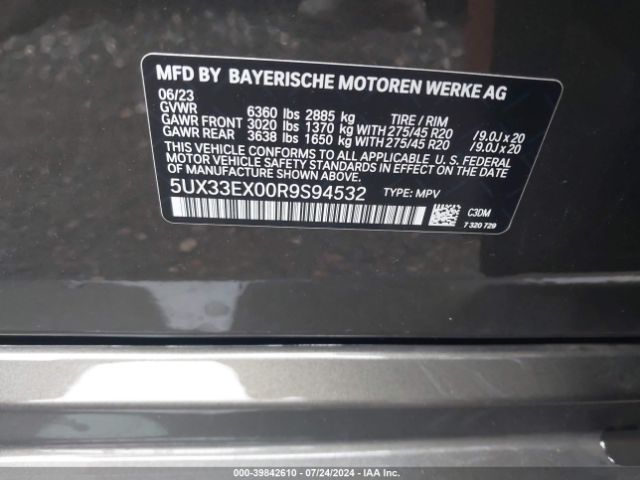 MFD BY BAYERISCHE MOTOREN WERKE AG
06/23
GVWR 6360 lbs 2885 kg TIRE / RIM
GAWR FRONT 3020 lbs 1370 kg WITH 275/45 R20 /9.0J x 20
GAWR REAR 3638 lbs 1650 kg WITH 275/45 R20 /9.0J x 20
THIS VEHICLE CONFORMS TO ALL APPLICABLE U. S. FEDERAL
MOTOR VEHICLE SAFETY STANDARDS IN EFFECT ON THE DATE
OF MANUFACTURE SHOWN ABOVE.
5UX33EX00R9S94532 TYPE: MPV
C3DM
7 320 729
000-39842610 - 07/24/2024 - IAA Inc.